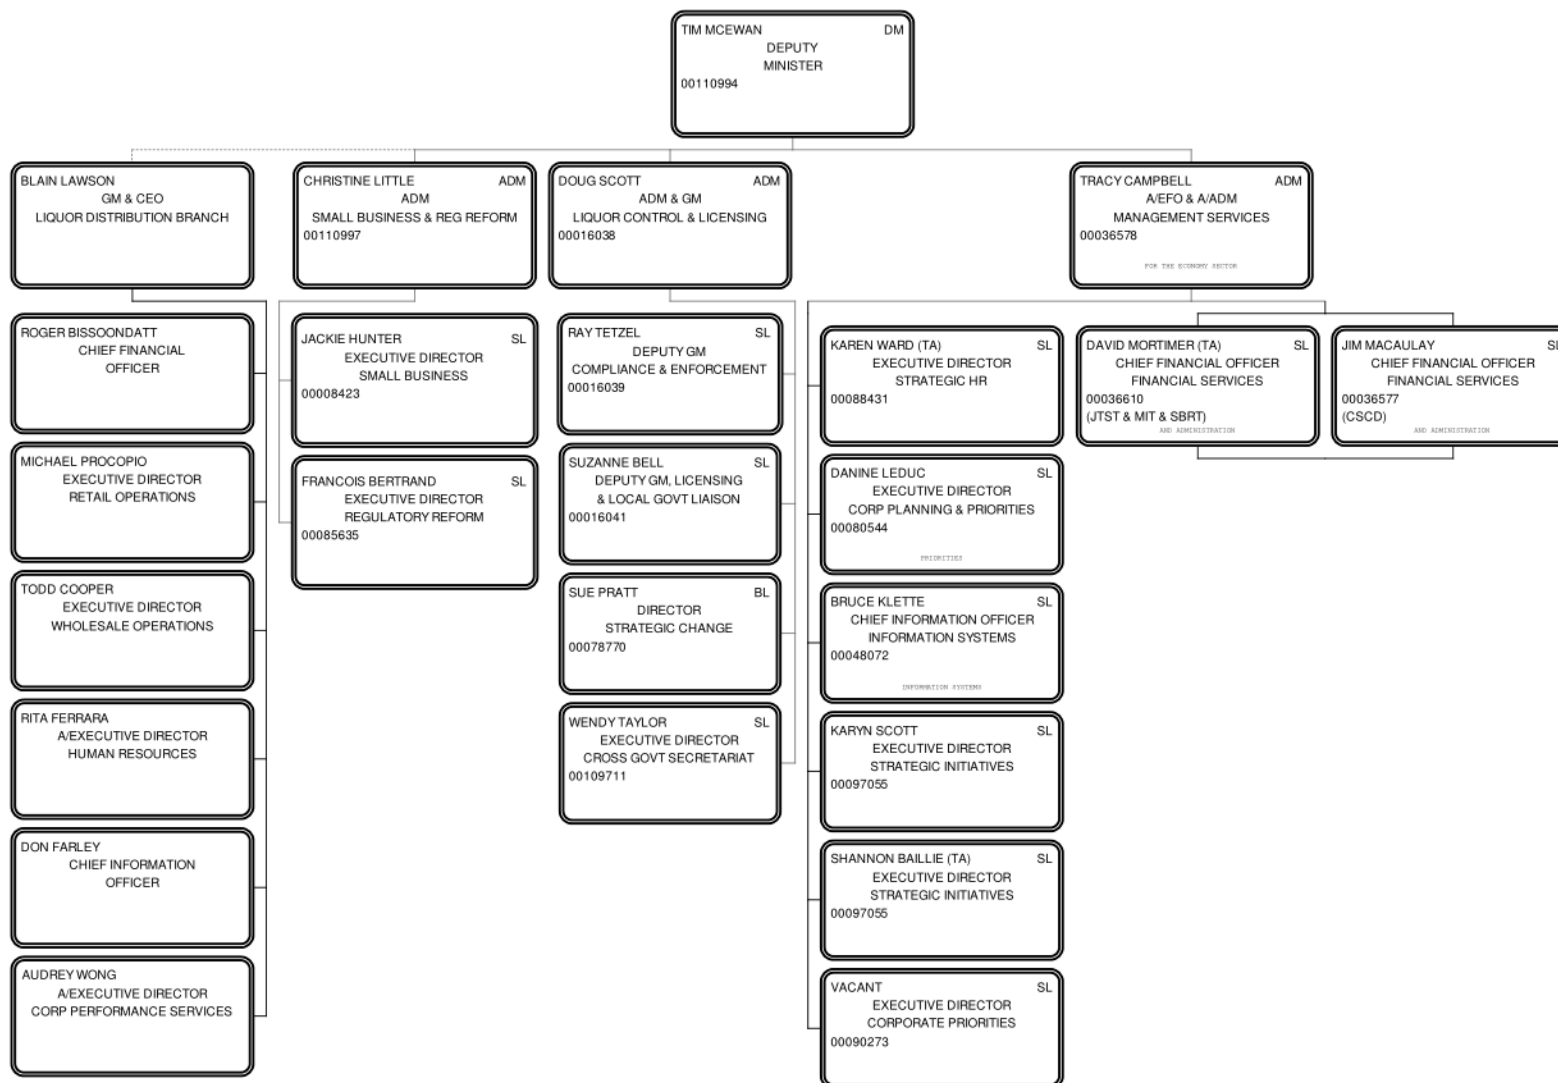 TIM MCEWAN DM
DEPUTY
MINISTER
00110994
BLAIN LAWSON
GM & CEO
LIQUOR DISTRIBUTION BRANCH
CHRISTINE LITTLE ADM
ADM
SMALL BUSINESS & REG REFORM
00110997
DOUG SCOTT ADM
ADM & GM
LIQUOR CONTROL & LICENSING
00016038
TRACY CAMPBELL ADM
A/EFO & A/ADM
MANAGEMENT SERVICES
00036578
FOR THE ECONOMY SECTOR
ROGER BISSOONDATT
CHIEF FINANCIAL
OFFICER
MICHAEL PROCOPIO
EXECUTIVE DIRECTOR
RETAIL OPERATIONS
TODD COOPER
EXECUTIVE DIRECTOR
WHOLESALE OPERATIONS
RITA FERRARA
A/EXECUTIVE DIRECTOR
HUMAN RESOURCES
DON FARLEY
CHIEF INFORMATION
OFFICER
AUDREY WONG
A/EXECUTIVE DIRECTOR
CORP PERFORMANCE SERVICES
JACKIE HUNTER SL
EXECUTIVE DIRECTOR
SMALL BUSINESS
00008423
FRANCOIS BERTRAND SL
EXECUTIVE DIRECTOR
REGULATORY REFORM
00085635
RAY TETZEL SL
DEPUTY GM
COMPLIANCE & ENFORCEMENT
00016039
SUZANNE BELL SL
DEPUTY GM, LICENSING
& LOCAL GOVT LIAISON
00016041
SUE PRATT BL
DIRECTOR
STRATEGIC CHANGE
00078770
WENDY TAYLOR SL
EXECUTIVE DIRECTOR
CROSS GOVT SECRETARIAT
00109711
KAREN WARD (TA) SL
EXECUTIVE DIRECTOR
STRATEGIC HR
00088431
DANINE LEDUC SL
EXECUTIVE DIRECTOR
CORP PLANNING & PRIORITIES
00080544
PRIORITIES
BRUCE KLETTE SL
CHIEF INFORMATION OFFICER
INFORMATION SYSTEMS
00048072
INFORMATION SYSTEMS
KARYN SCOTT SL
EXECUTIVE DIRECTOR
STRATEGIC INITIATIVES
00097055
SHANNON BAILLIE (TA) SL
EXECUTIVE DIRECTOR
STRATEGIC INITIATIVES
00097055
VACANT SL
EXECUTIVE DIRECTOR
CORPORATE PRIORITIES
00090273
DAVID MORTIMER (TA) SL
CHIEF FINANCIAL OFFICER
FINANCIAL SERVICES
00036610
(JTST & MIT & SBRT)
AND ADMINISTRATION
JIM MACAULAY SL
CHIEF FINANCIAL OFFICER
FINANCIAL SERVICES
00036577
(CSCD)
AND ADMINISTRATION